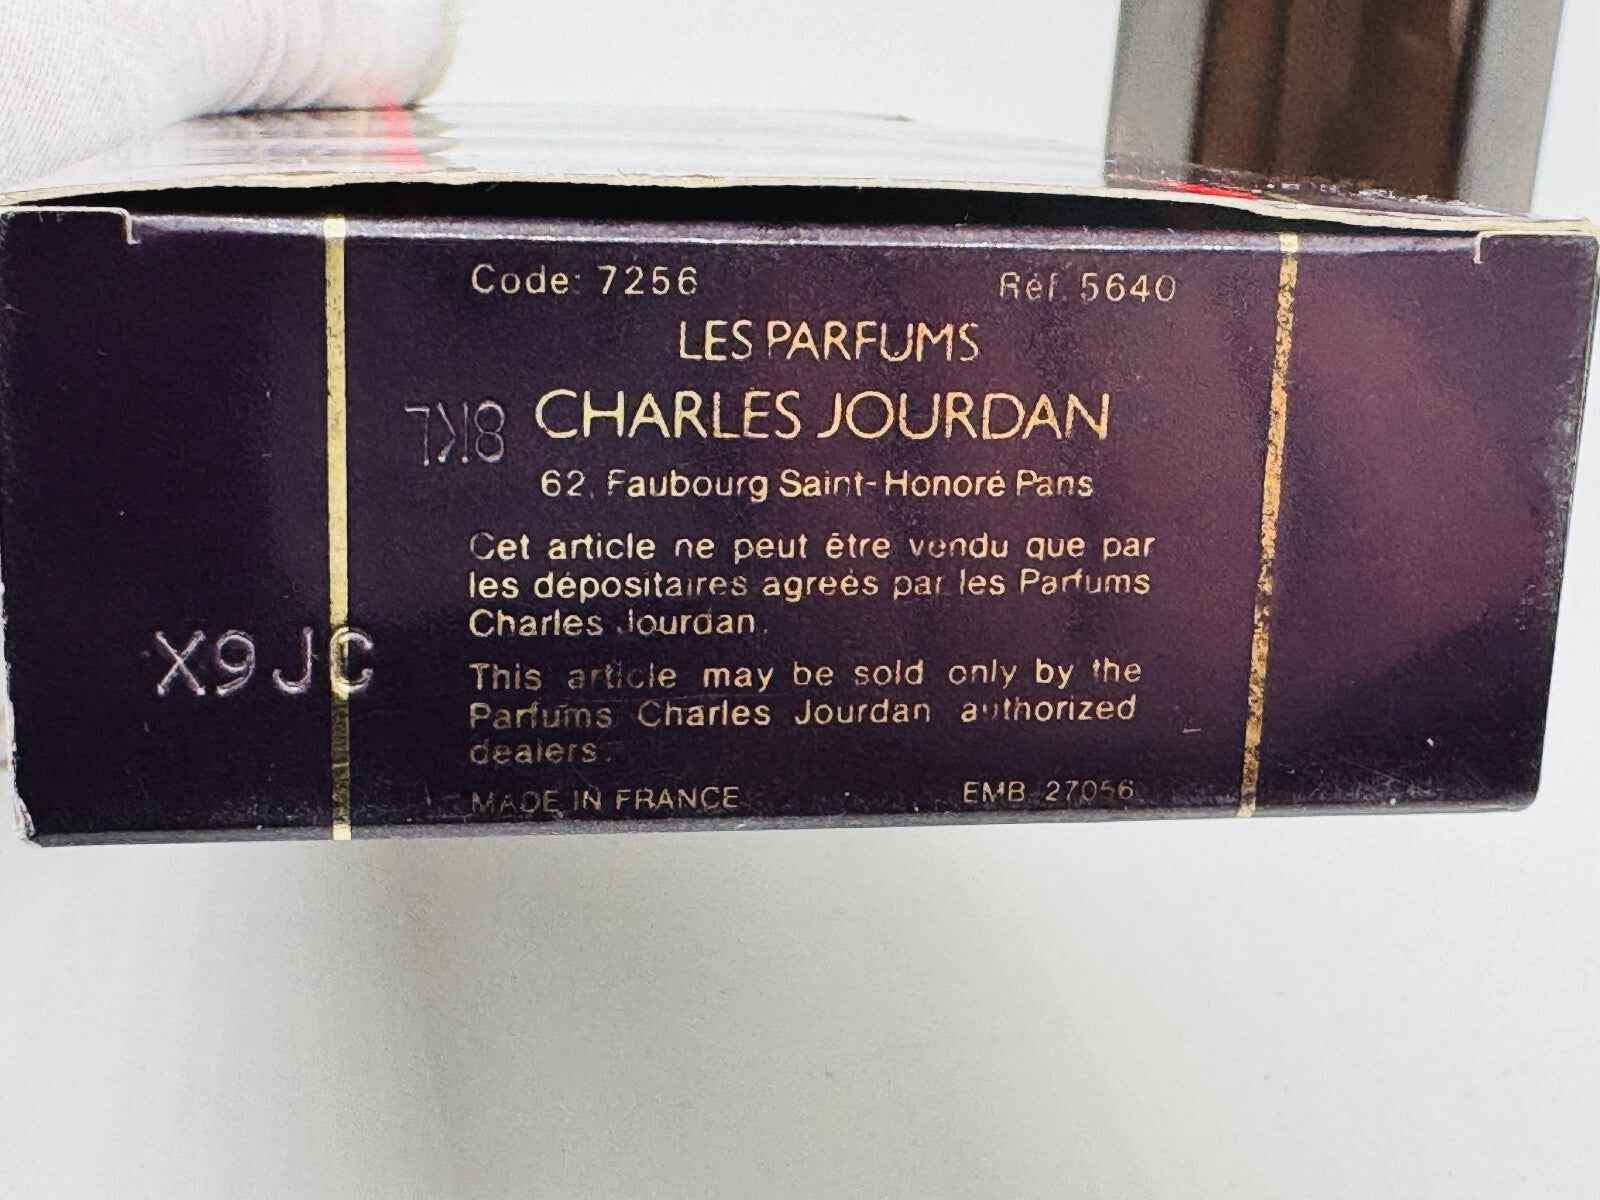 Code: 7256 Réf. 5640
LES PARFUMS
CHARLES JOURDAN
8KL
62, Faubourg Saint-Honoré Paris
Cet article ne peut être vendu que par
les dépositaires agréés par les Parfums
Charles Jourdan.
X9JC
This article may be sold only by the
Parfums Charles Jourdan authorized
dealers.
MADE IN FRANCE EMB 27056